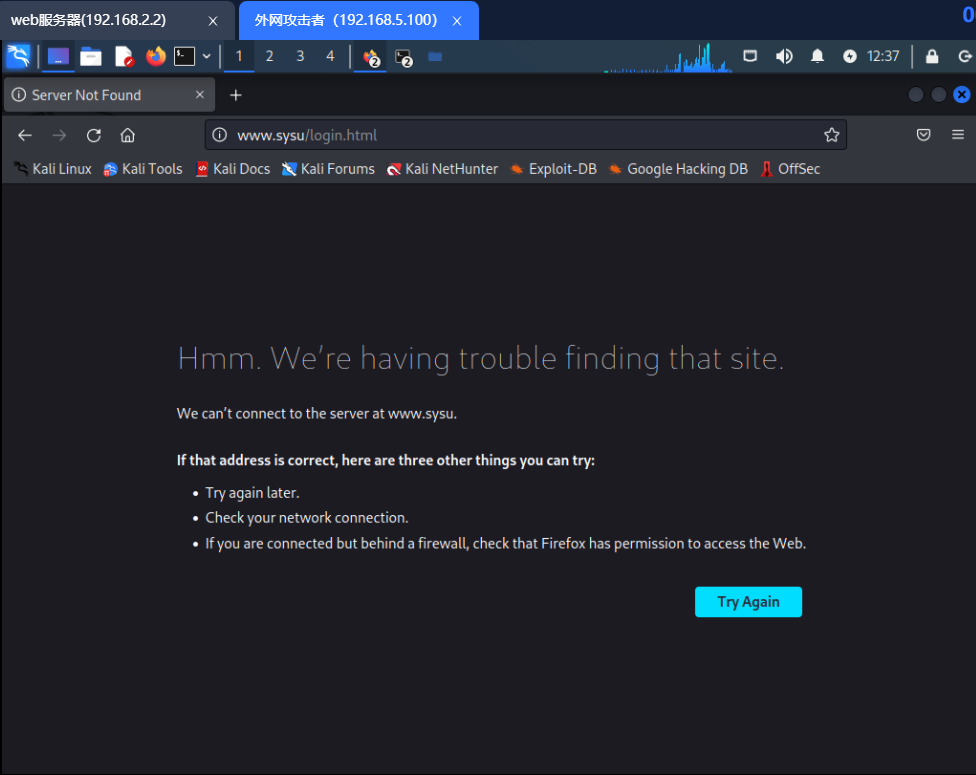 web服务器(192.168.2.2)
外网攻击者（192.168.5.100）
0
1 2 3 4 2 2 12:37
Server Not Found
www.sysu/login.html
Kali Linux Kali Tools Kali Docs Kali Forums Kali NetHunter Exploit-DB Google Hacking DB OffSec
Hmm. We're having trouble finding that site.
We can't connect to the server at www.sysu.
If that address is correct, here are three other things you can try:
• Try again later.
• Check your network connection.
• If you are connected but behind a firewall, check that Firefox has permission to access the Web.
Try Again